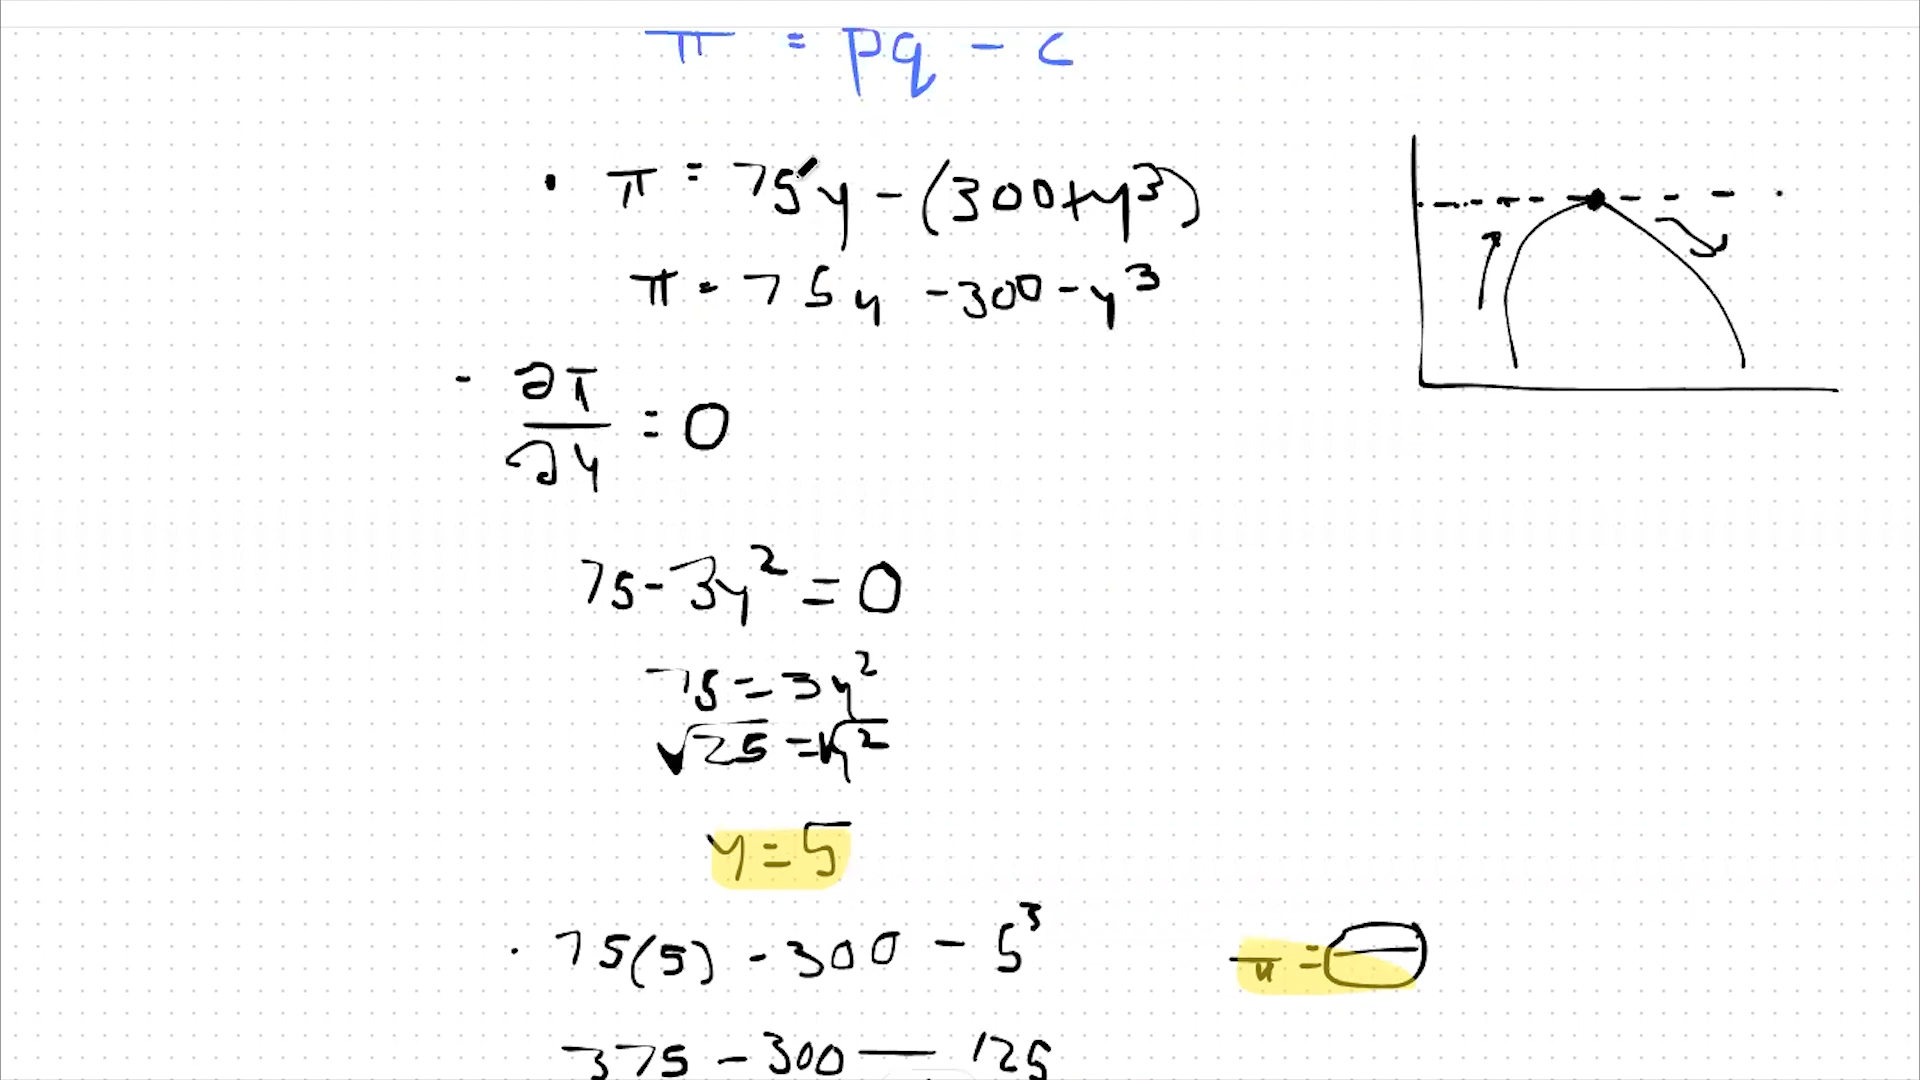 π = pq - c
• π = 75y - (300+y³)
π = 75y - 300 - y³
- ∂π/∂y = 0
75 - 3y² = 0
75 = 3y²
√25 = √y²
y = 5
• 75(5) - 300 - 5³
π = —
375 - 300 — 125